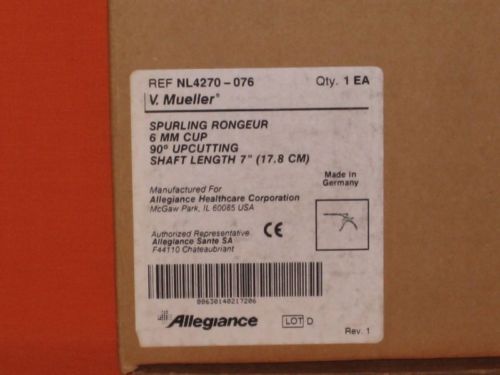 REF NL4270-076 Qty. 1 EA
V. Mueller®
SPURLING RONGEUR
6 MM CUP
90° UPCUTTING
SHAFT LENGTH 7" (17.8 CM)
Made in
Germany
Manufactured For
Allegiance Healthcare Corporation
McGaw Park, IL 60085 USA
Authorized Representative
Allegiance Sante SA
F44110 Chateaubriant
CE
00630140217206
Allegiance
LOT D
Rev. 1